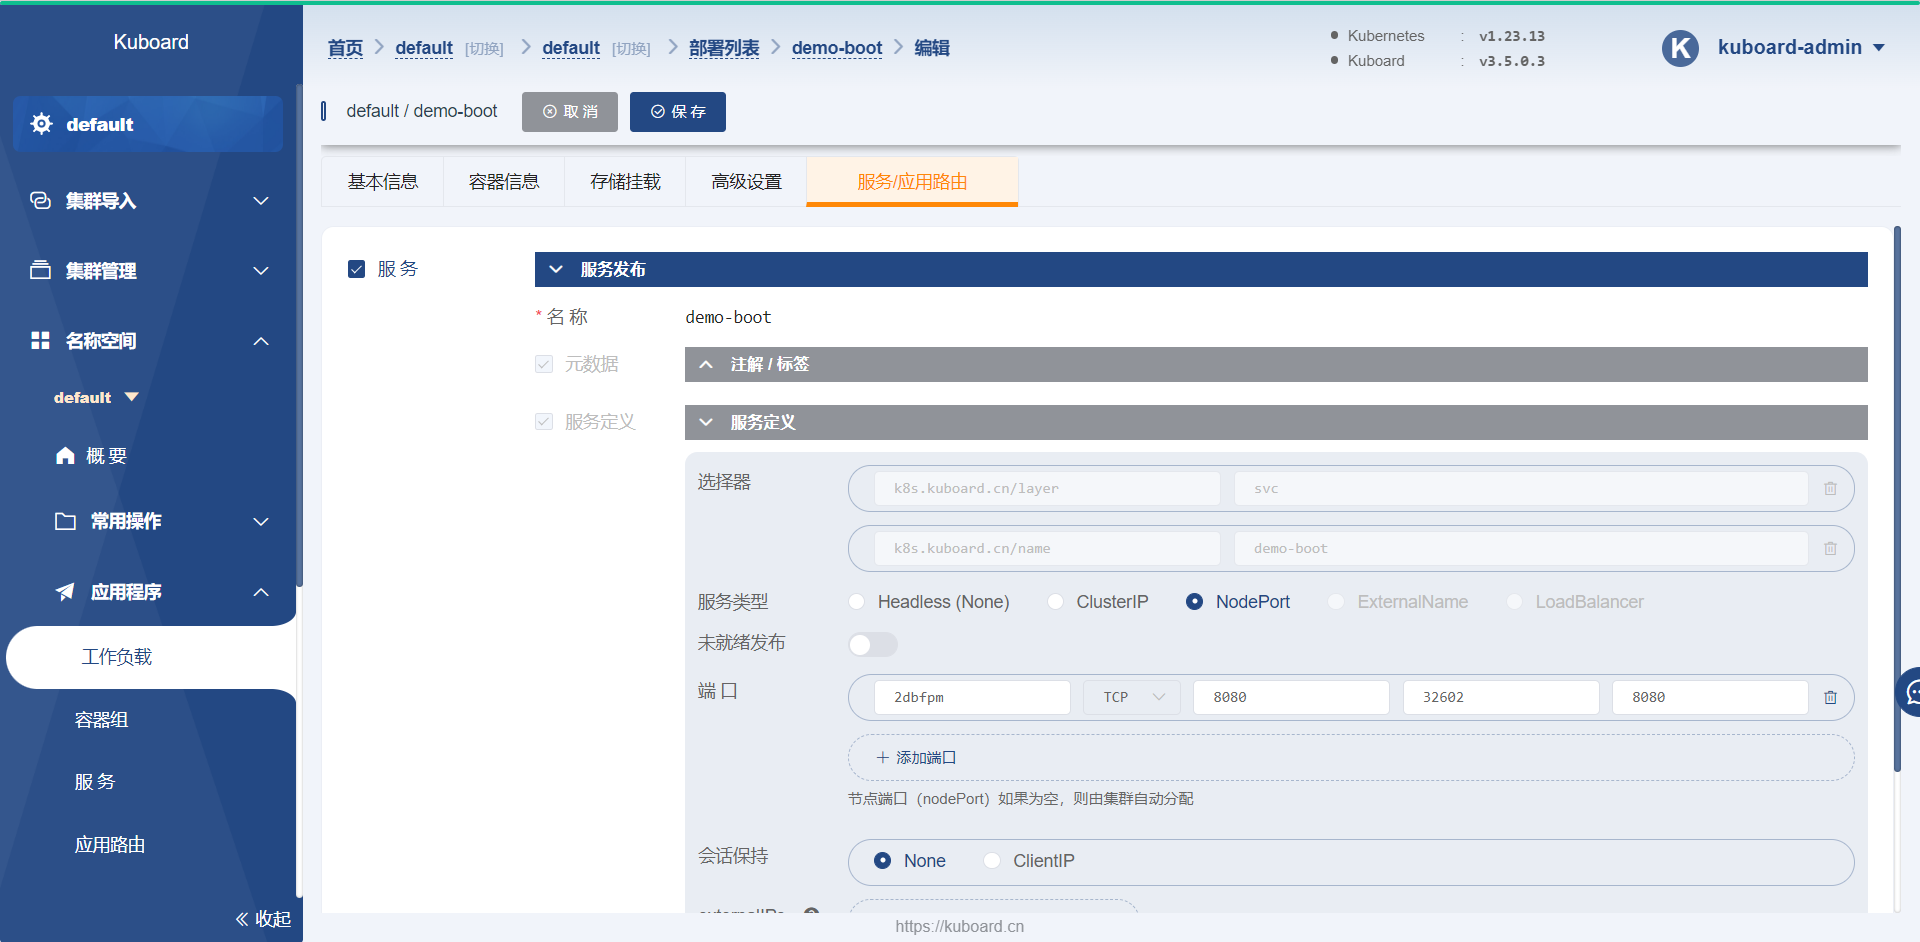 Kuboard
default
集群导入
集群管理
名称空间
default
概 要
常用操作
应用程序
工作负载
容器组
服 务
应用路由
收起
首页 default [切换] default [切换] 部署列表 demo-boot 编辑
Kubernetes : v1.23.13
Kuboard : v3.5.0.3
K kuboard-admin
default / demo-boot 取 消 保 存
基本信息 容器信息 存储挂载 高级设置 服务/应用路由
服 务 服务发布
* 名 称 demo-boot
元数据 注解 / 标签
服务定义 服务定义
选择器 k8s.kuboard.cn/layer svc
k8s.kuboard.cn/name demo-boot
服务类型 Headless (None) ClusterIP NodePort ExternalName LoadBalancer
未就绪发布
端 口 2dbfpm TCP 8080 32602 8080
添加端口
节点端口（nodePort）如果为空，则由集群自动分配
会话保持 None ClientIP
externalIPs
https://kuboard.cn